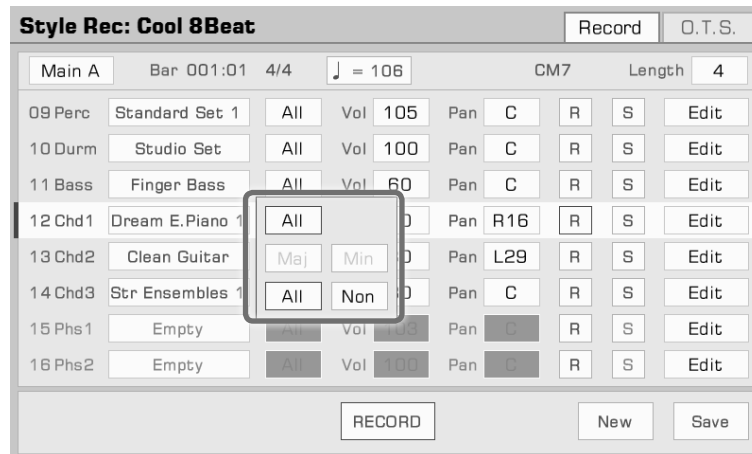 Style Rec: Cool 8Beat Record O.T.S.
Main A Bar 001:01 4/4 ♩ = 106 CM7 Length 4
09 Perc Standard Set 1 All Vol 105 Pan C R S Edit
10 Durm Studio Set All Vol 100 Pan C R S Edit
11 Bass Finger Bass All Vol 60 Pan C R S Edit
12 Chd1 Dream E.Piano 1 All Pan R16 R S Edit
13 Chd2 Clean Guitar Maj Min Pan L29 R S Edit
14 Chd3 Str Ensembles 1 All Non Pan C R S Edit
15 Phs1 Empty All Vol 103 Pan C R S Edit
16 Phs2 Empty All Vol 100 Pan C R S Edit
RECORD New Save